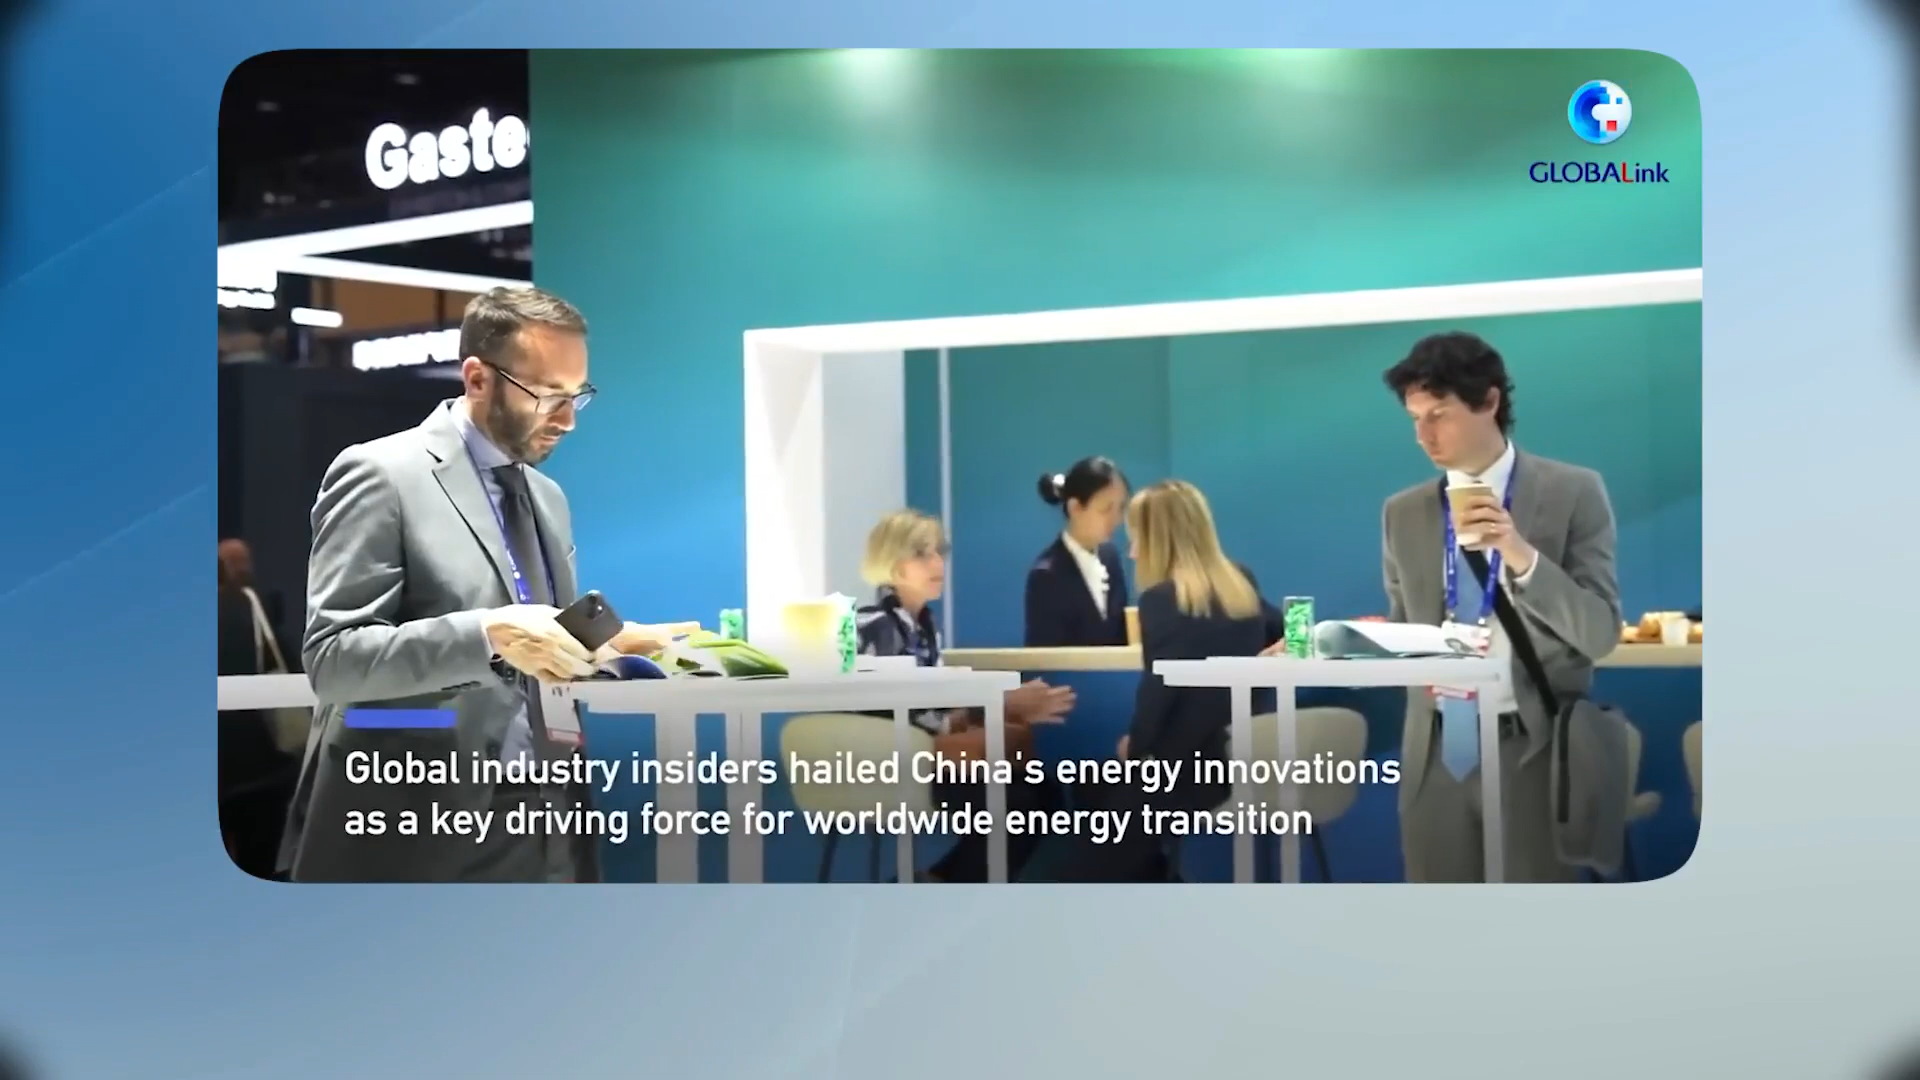 Gaste
GLOBALink
Global industry insiders hailed China's energy innovations
as a key driving force for worldwide energy transition